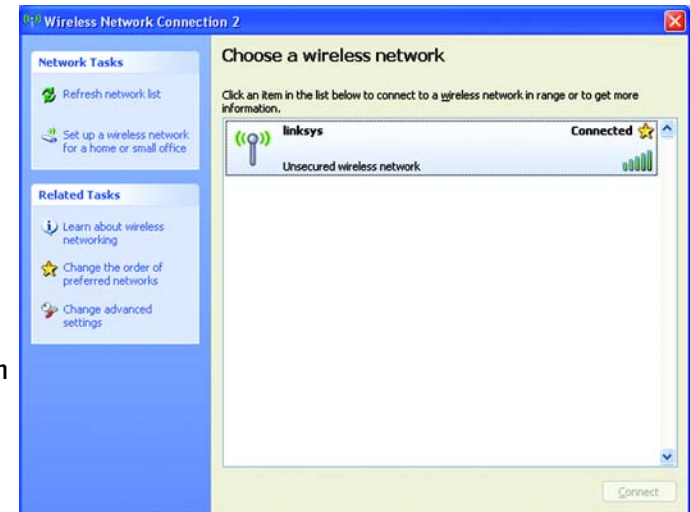 Wireless Network Connection 2
Network Tasks
Refresh network list
Set up a wireless network
for a home or small office
Related Tasks
Learn about wireless
networking
Change the order of
preferred networks
Change advanced
settings
Choose a wireless network
Click an item in the list below to connect to a wireless network in range or to get more
information.
linksys
Connected
Unsecured wireless network
Connect